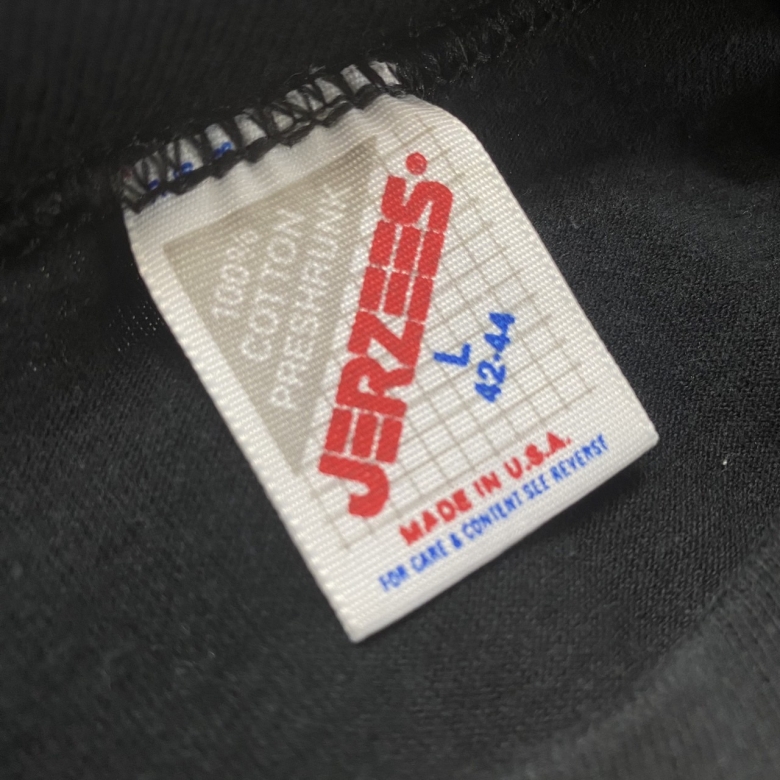 100%
COTTON
PRESHRUNK
JERZEES
L
42-44
MADE IN U.S.A.
FOR CARE & CONTENT SEE REVERSE